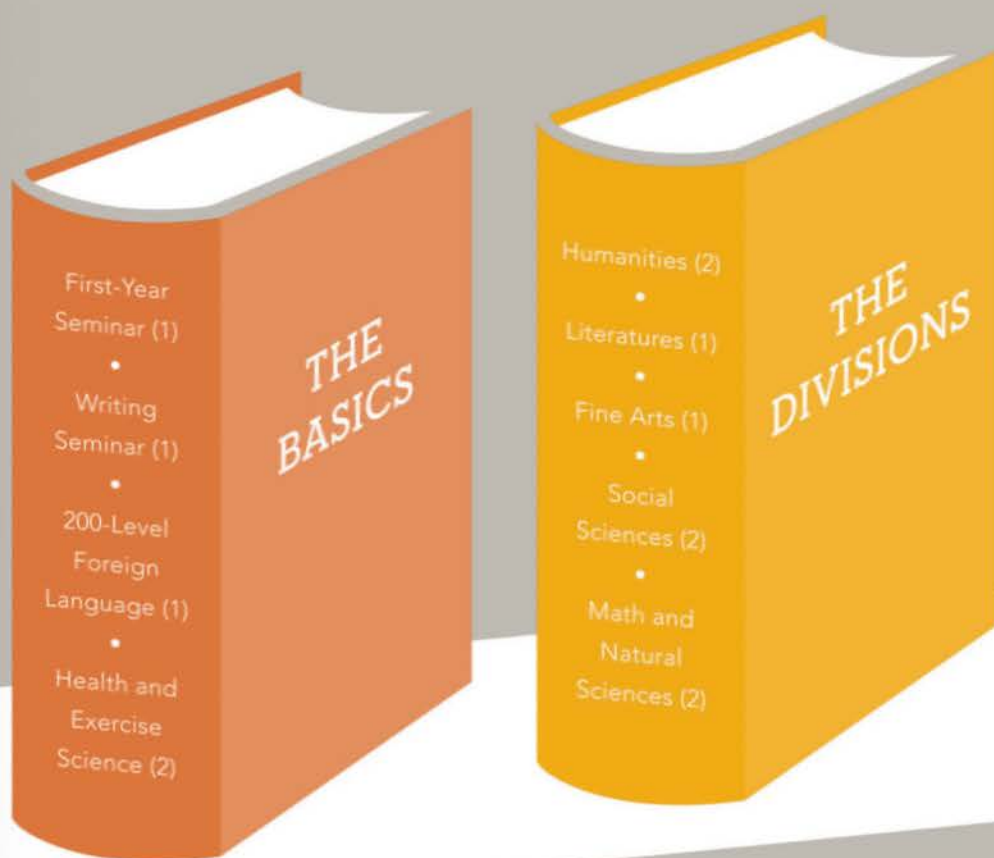 First-Year
Seminar (1)
•
Writing
Seminar (1)
•
200-Level
Foreign
Language (1)
•
Health and
Exercise
Science (2)
THE
BASICS
Humanities (2)
•
Literatures (1)
•
Fine Arts (1)
•
Social
Sciences (2)
•
Math and
Natural
Sciences (2)
THE
DIVISIONS